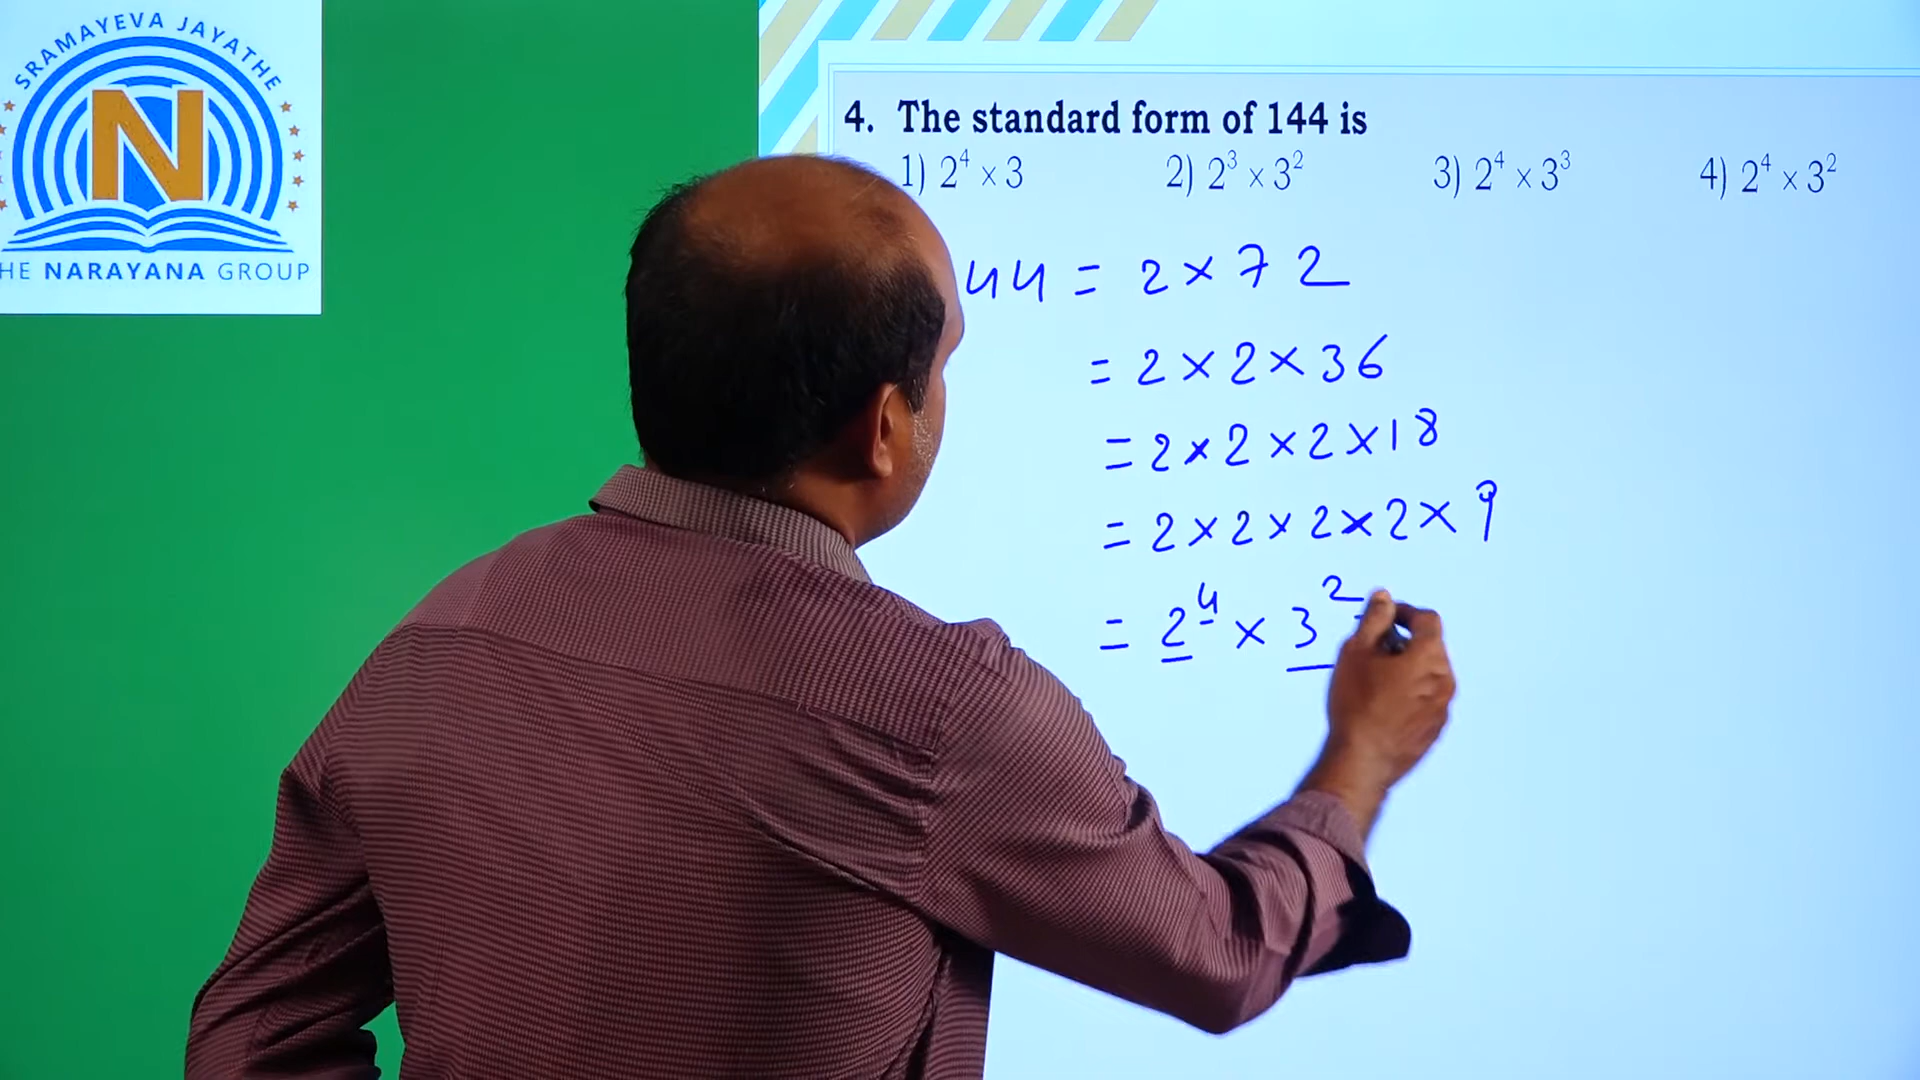 SRAMAYEVA JAYATHE
N
HE NARAYANA GROUP
4. The standard form of 144 is
1) 2⁴ × 3 2) 2³ × 3² 3) 2⁴ × 3³ 4) 2⁴ × 3²
44 = 2 × 72
= 2 × 2 × 36
= 2 × 2 × 2 × 18
= 2 × 2 × 2 × 2 × 9
= 2⁴ × 3²